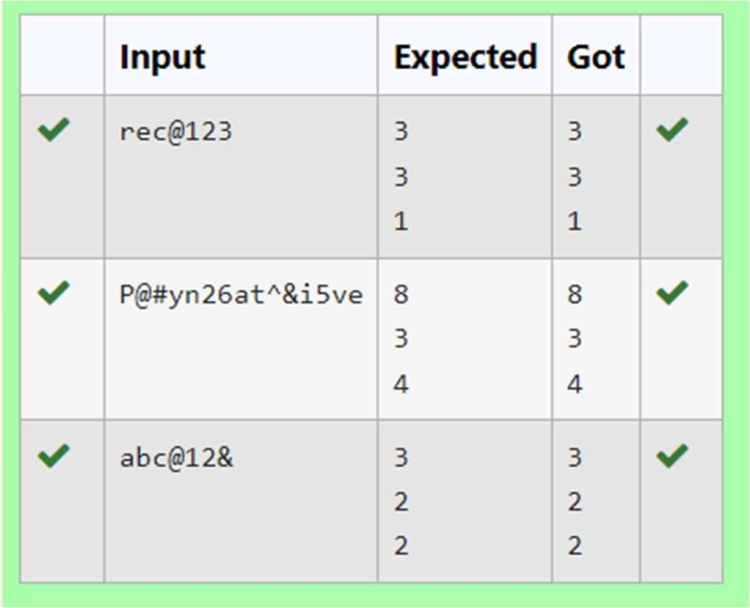 Input Expected Got
rec@123 3 3
3 3
1 1
P@#yn26at^&i5ve 8 8
3 3
4 4
abc@12& 3 3
2 2
2 2